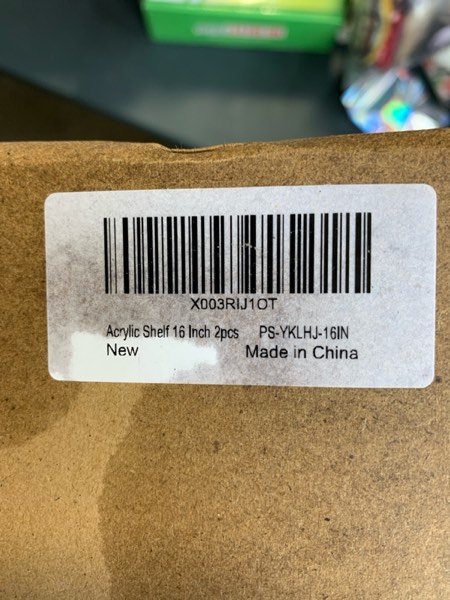 X003RIJ1OT
Acrylic Shelf 16 Inch 2pcs PS-YKLHJ-16IN
New
Made in China